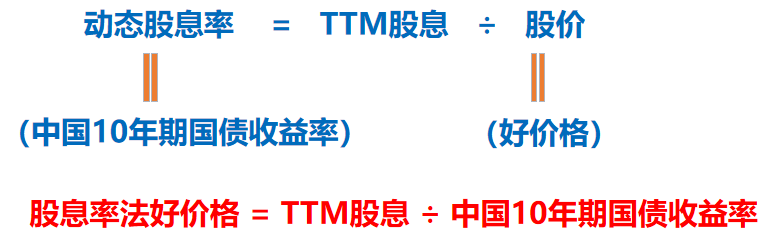 动态股息率 = TTM股息 ÷ 股价
（中国10年期国债收益率） （好价格）
股息率法好价格 = TTM股息 ÷ 中国10年期国债收益率